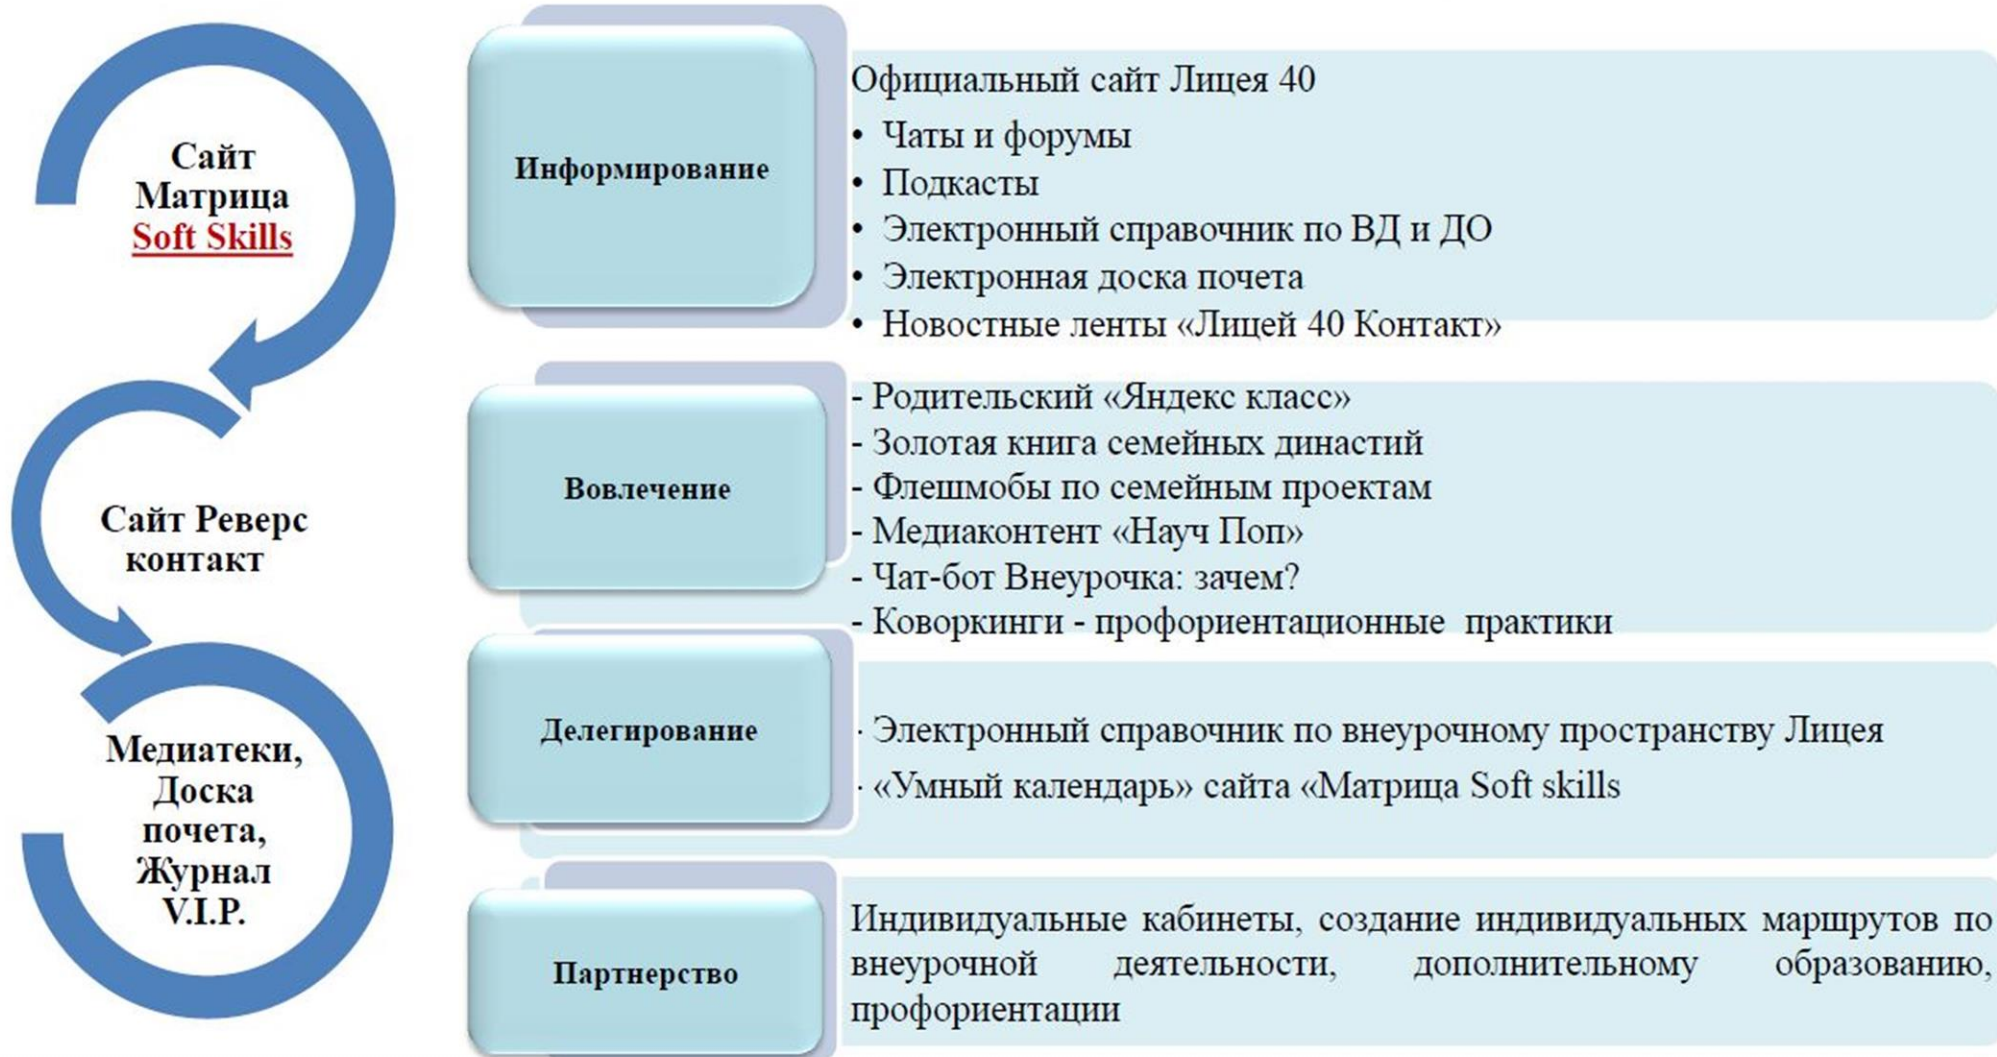 Сайт
Матрица
Soft Skills
Сайт Реверс
контакт
Медиатеки,
Доска
почета,
Журнал
V.I.P.
Информирование
Официальный сайт Лицея 40
• Чаты и форумы
• Подкасты
• Электронный справочник по ВД и ДО
• Электронная доска почета
• Новостные ленты «Лицей 40 Контакт»
Вовлечение
- Родительский «Яндекс класс»
- Золотая книга семейных династий
- Флешмобы по семейным проектам
- Медиаконтент «Науч Поп»
- Чат-бот Внеурочка: зачем?
- Коворкинги - профориентационные практики
Делегирование
- Электронный справочник по внеурочному пространству Лицея
- «Умный календарь» сайта «Матрица Soft skills
Партнерство
Индивидуальные кабинеты, создание индивидуальных маршрутов по
внеурочной деятельности, дополнительному образованию,
профориентации